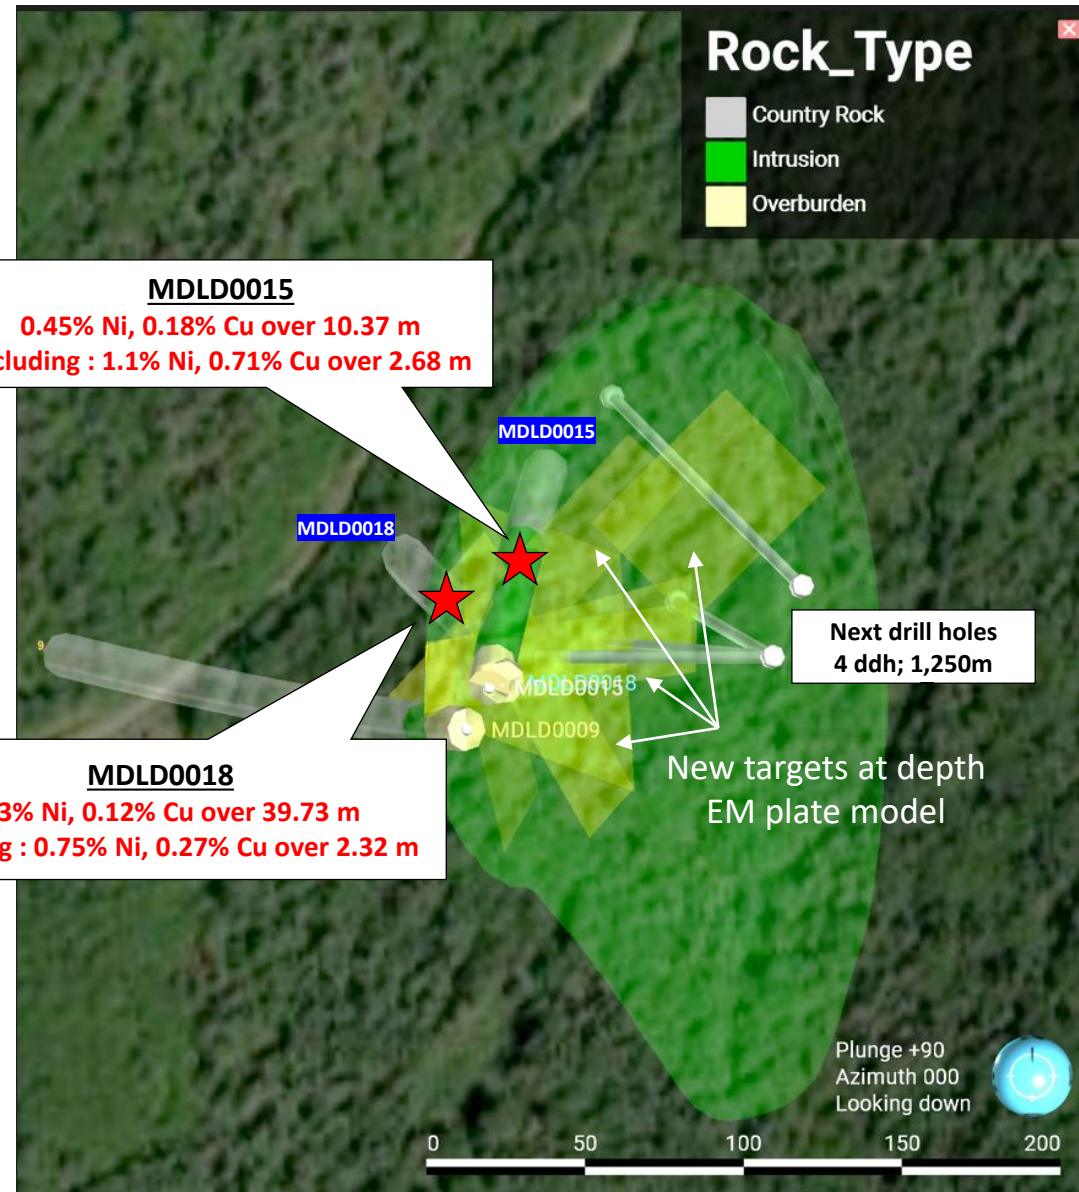 Rock_Type
Country Rock
Intrusion
Overburden
MDLD0015
0.45% Ni, 0.18% Cu over 10.37 m
cluding : 1.1% Ni, 0.71% Cu over 2.68 m
MDLD0015
MDLD0018
9
Next drill holes
4 ddh; 1,250m
MDLD0018
MDLD0015
MDLD0009
New targets at depth
EM plate model
MDLD0018
3% Ni, 0.12% Cu over 39.73 m
g : 0.75% Ni, 0.27% Cu over 2.32 m
Plunge +90
Azimuth 000
Looking down
0 50 100 150 200